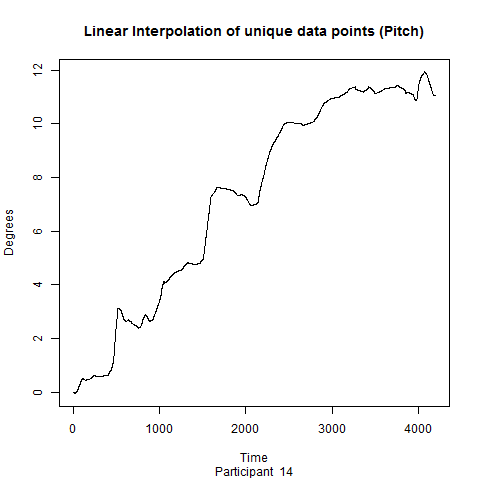 Linear Interpolation of unique data points (Pitch)
12
10
8
6
4
2
0
Degrees
0 1000 2000 3000 4000
Time
Participant 14